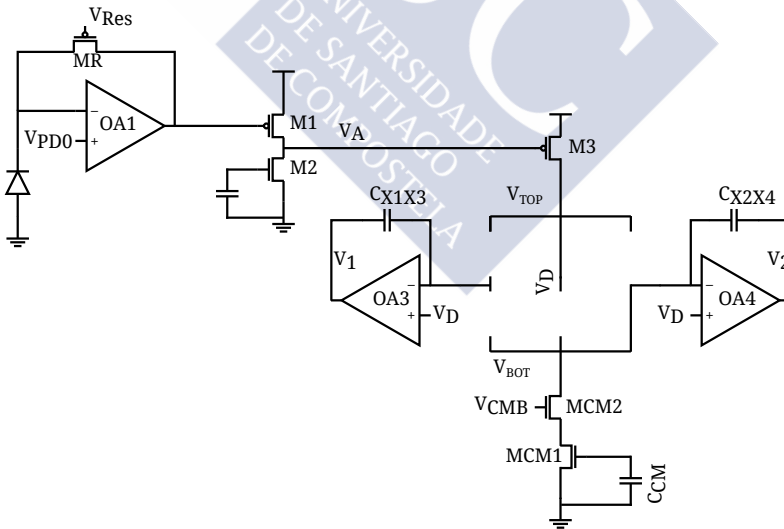 VRes
MR
−
OA1
VPD0
+
M1
VA
M2
M3
UNIVERSIDADE
DE SANTIAGO
DE COMPOSTELA
CX1X3
VTOP
CX2X4
V1
OA3
−
+
VD
VD
VD
−
+
OA4
V2
VBOT
VCMB
MCM2
MCM1
CCM